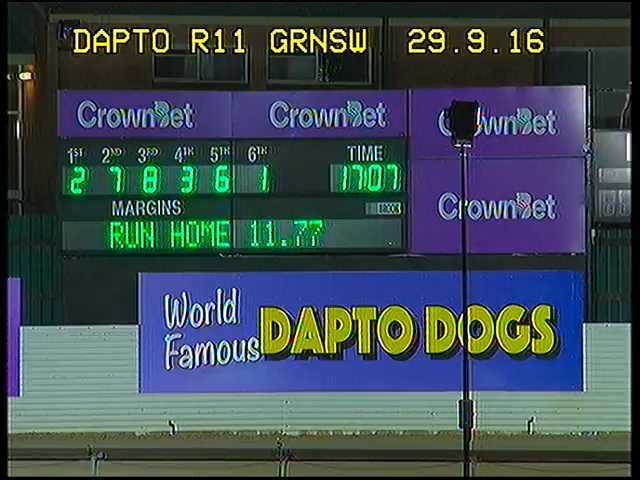 DAPTO R11 GRNSW 29.9.16
CrownBet CrownBet CrownBet
1ST 2ND 3RD 4TH 5TH 6TH TIME
2 7 8 3 6 1 1707
MARGINS
RUN HOME 11.77
CrownBet
World Famous DAPTO DOGS